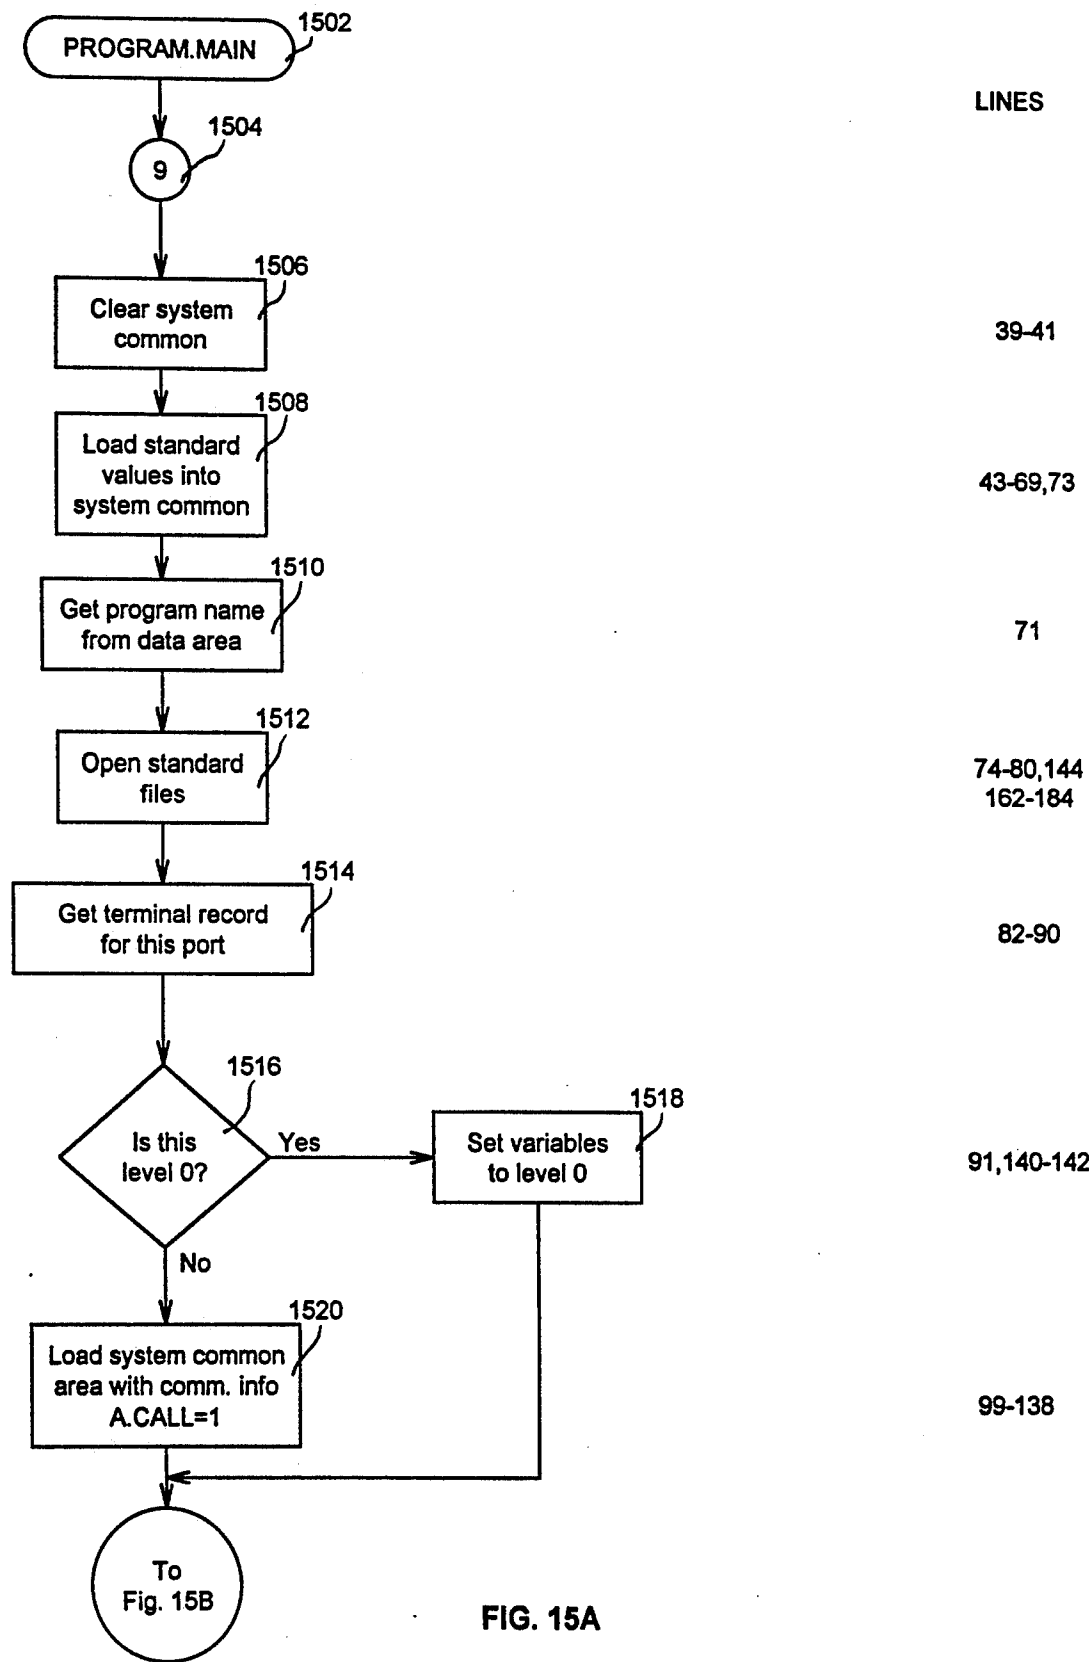 1502
PROGRAM.MAIN
LINES
1504
9
1506
Clear system
common
39-41
1508
Load standard
values into
system common
43-69,73
1510
Get program name
from data area
71
1512
Open standard
files
74-80,144
162-184
1514
Get terminal record
for this port
82-90
1516
Is this
level 0?
Yes
1518
Set variables
to level 0
91,140-142
No
1520
Load system common
area with comm. info
A.CALL=1
99-138
To
Fig. 15B
FIG. 15A